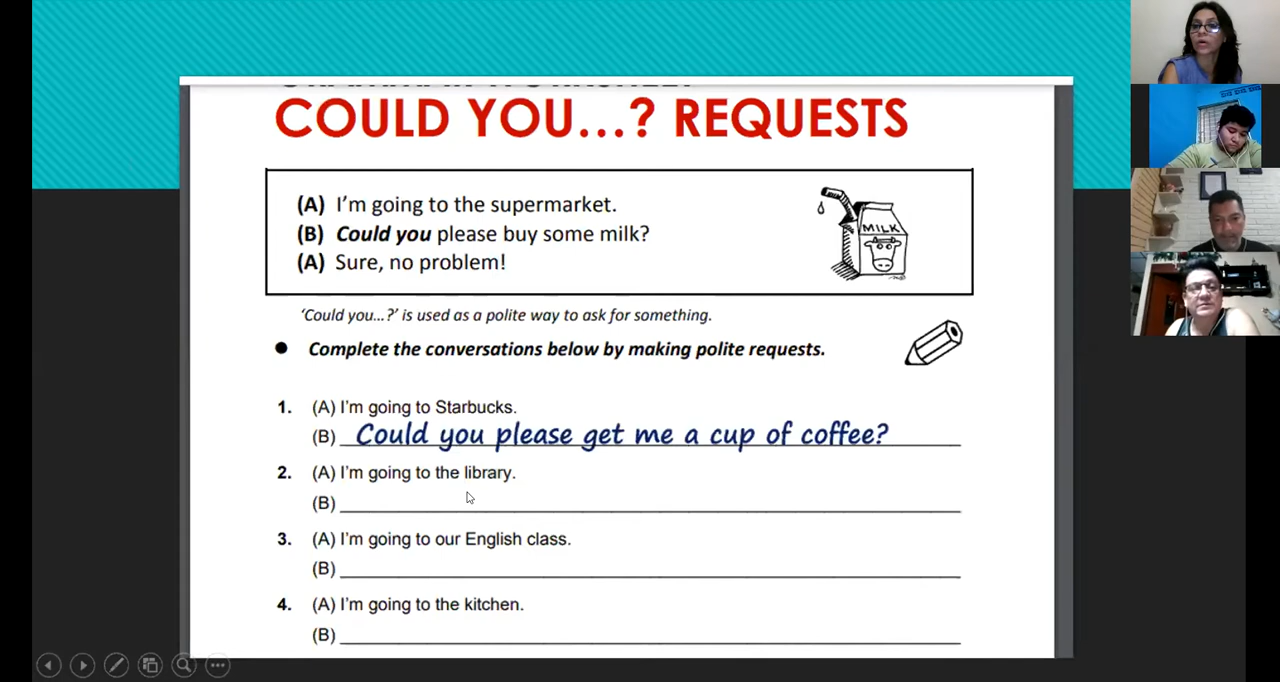 COULD YOU...? REQUESTS
(A) I'm going to the supermarket.
(B) Could you please buy some milk?
(A) Sure, no problem!
MILK
'Could you...?' is used as a polite way to ask for something.
● Complete the conversations below by making polite requests.
1. (A) I'm going to Starbucks.
(B) Could you please get me a cup of coffee?
2. (A) I'm going to the library.
(B)
3. (A) I'm going to our English class.
(B)
4. (A) I'm going to the kitchen.
(B)